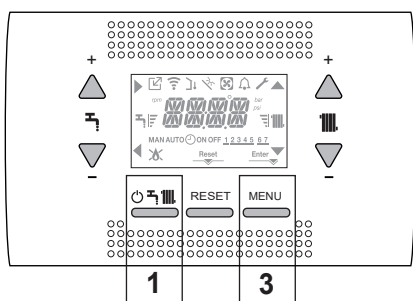 + +
rpm bar
psi
MAN AUTO ON OFF 1 2 3 4 5 6 7
Reset Enter
− −
RESET MENU
1 3